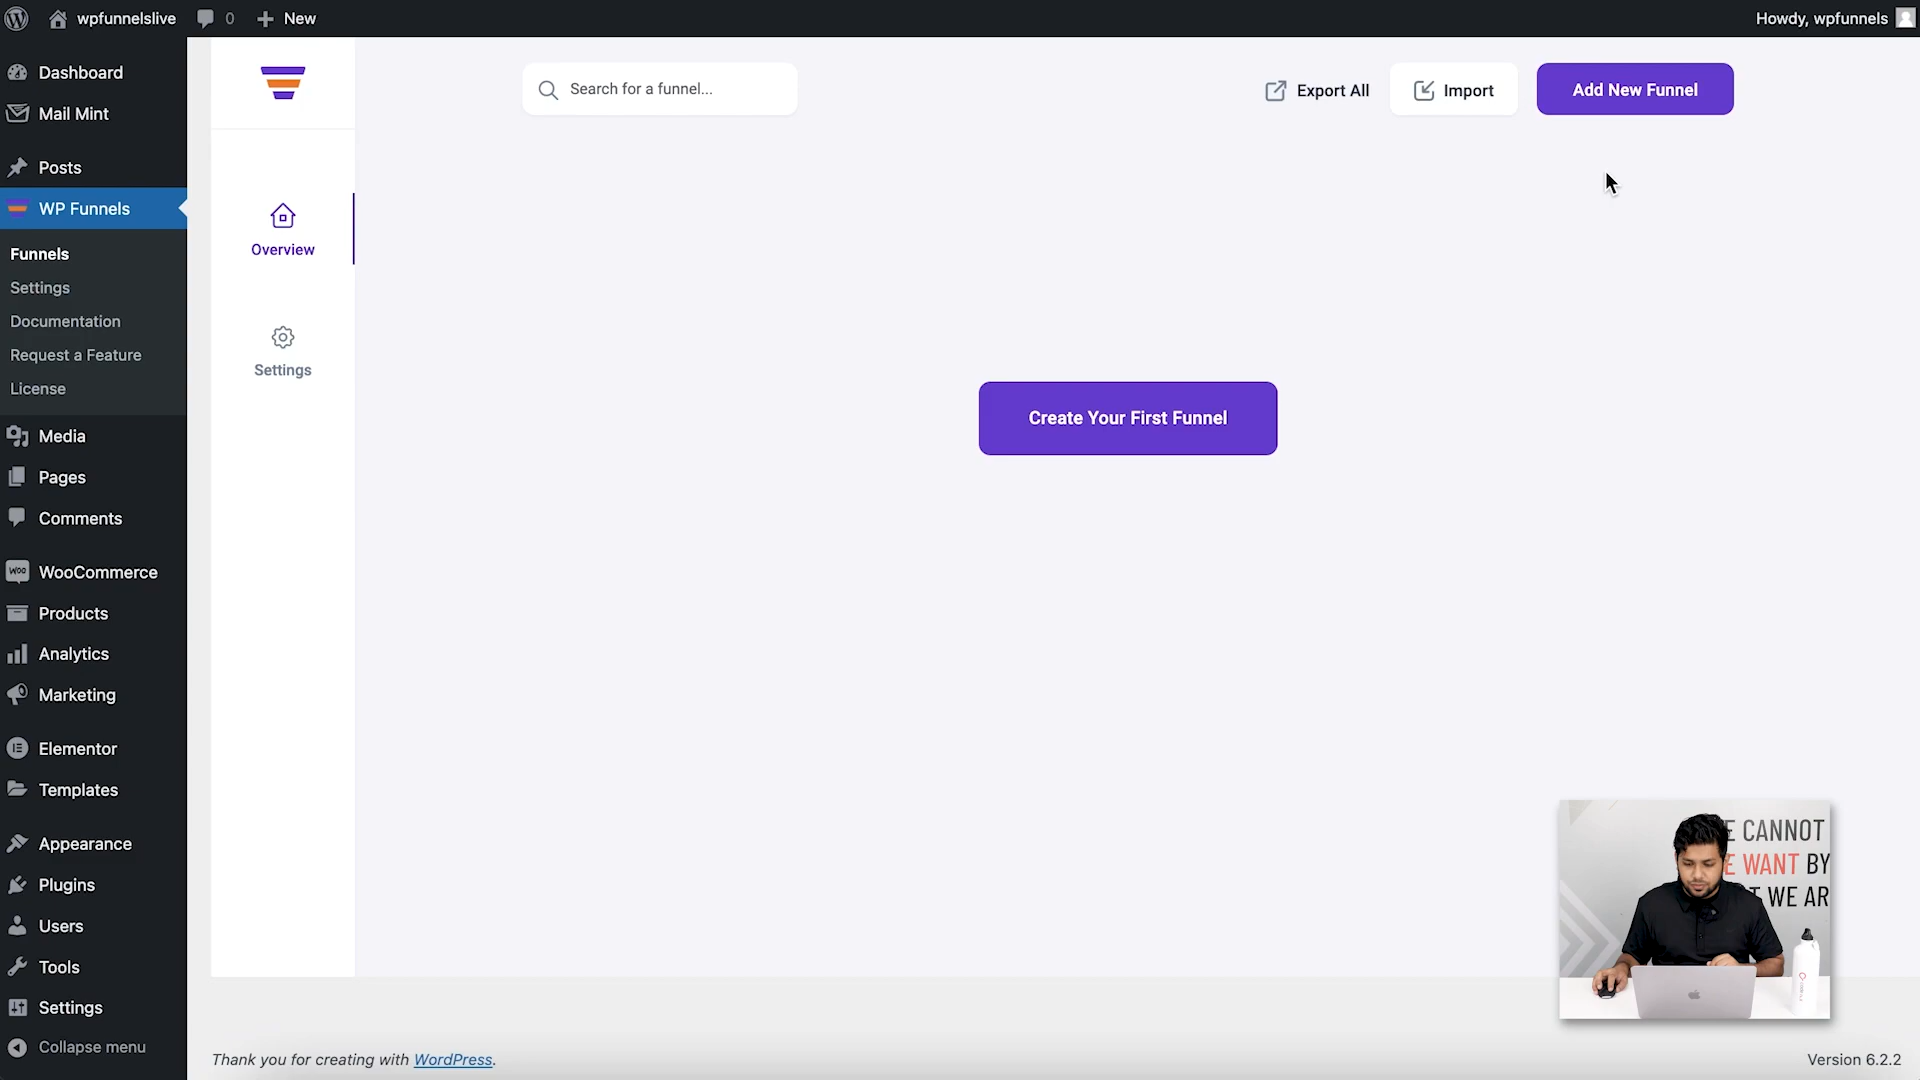 wpfunnelslive
0
New
Howdy, wpfunnels
Dashboard
Mail Mint
Posts
WP Funnels
Funnels
Settings
Documentation
Request a Feature
License
Media
Pages
Comments
WOO
WooCommerce
Products
Analytics
Marketing
Elementor
Templates
Appearance
Plugins
Users
Tools
Settings
Collapse menu
Overview
Settings
Search for a funnel...
Export All
Import
Add New Funnel
Create Your First Funnel
E CANNOT
E WANT BY
T WE AR
Thank you for creating with WordPress.
Version 6.2.2